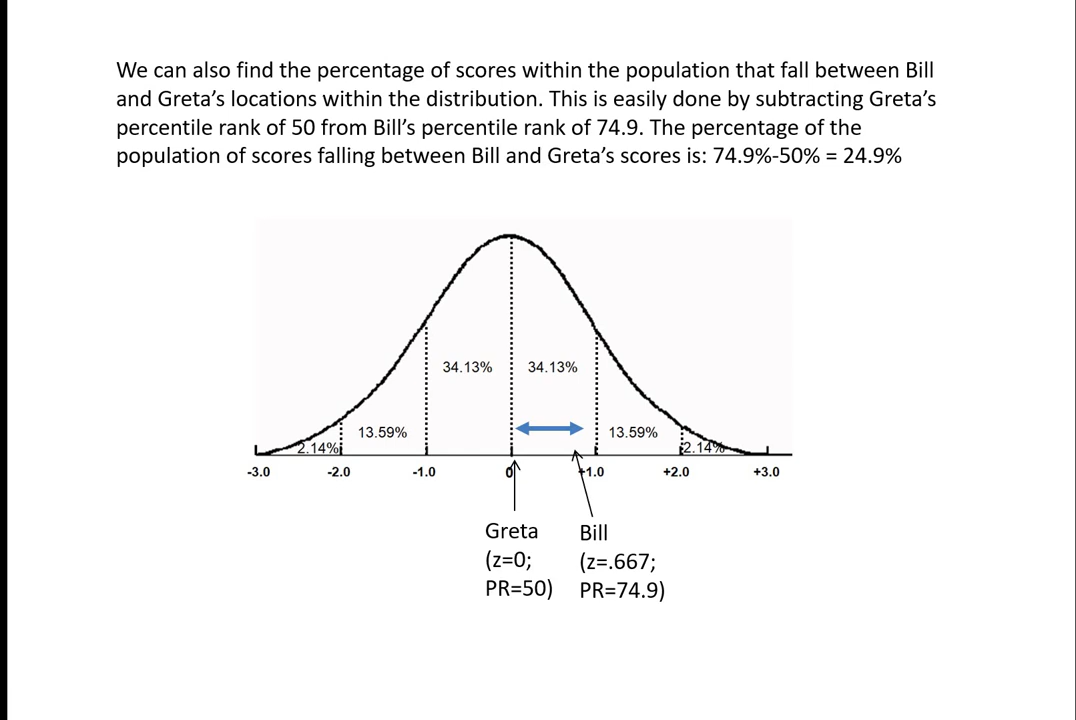 We can also find the percentage of scores within the population that fall between Bill
and Greta’s locations within the distribution. This is easily done by subtracting Greta’s
percentile rank of 50 from Bill’s percentile rank of 74.9. The percentage of the
population of scores falling between Bill and Greta’s scores is: 74.9%-50% = 24.9%
34.13% 34.13%
13.59% 13.59%
2.14% 2.14%
-3.0 -2.0 -1.0 0 +1.0 +2.0 +3.0
Greta
(z=0;
PR=50)
Bill
(z=.667;
PR=74.9)